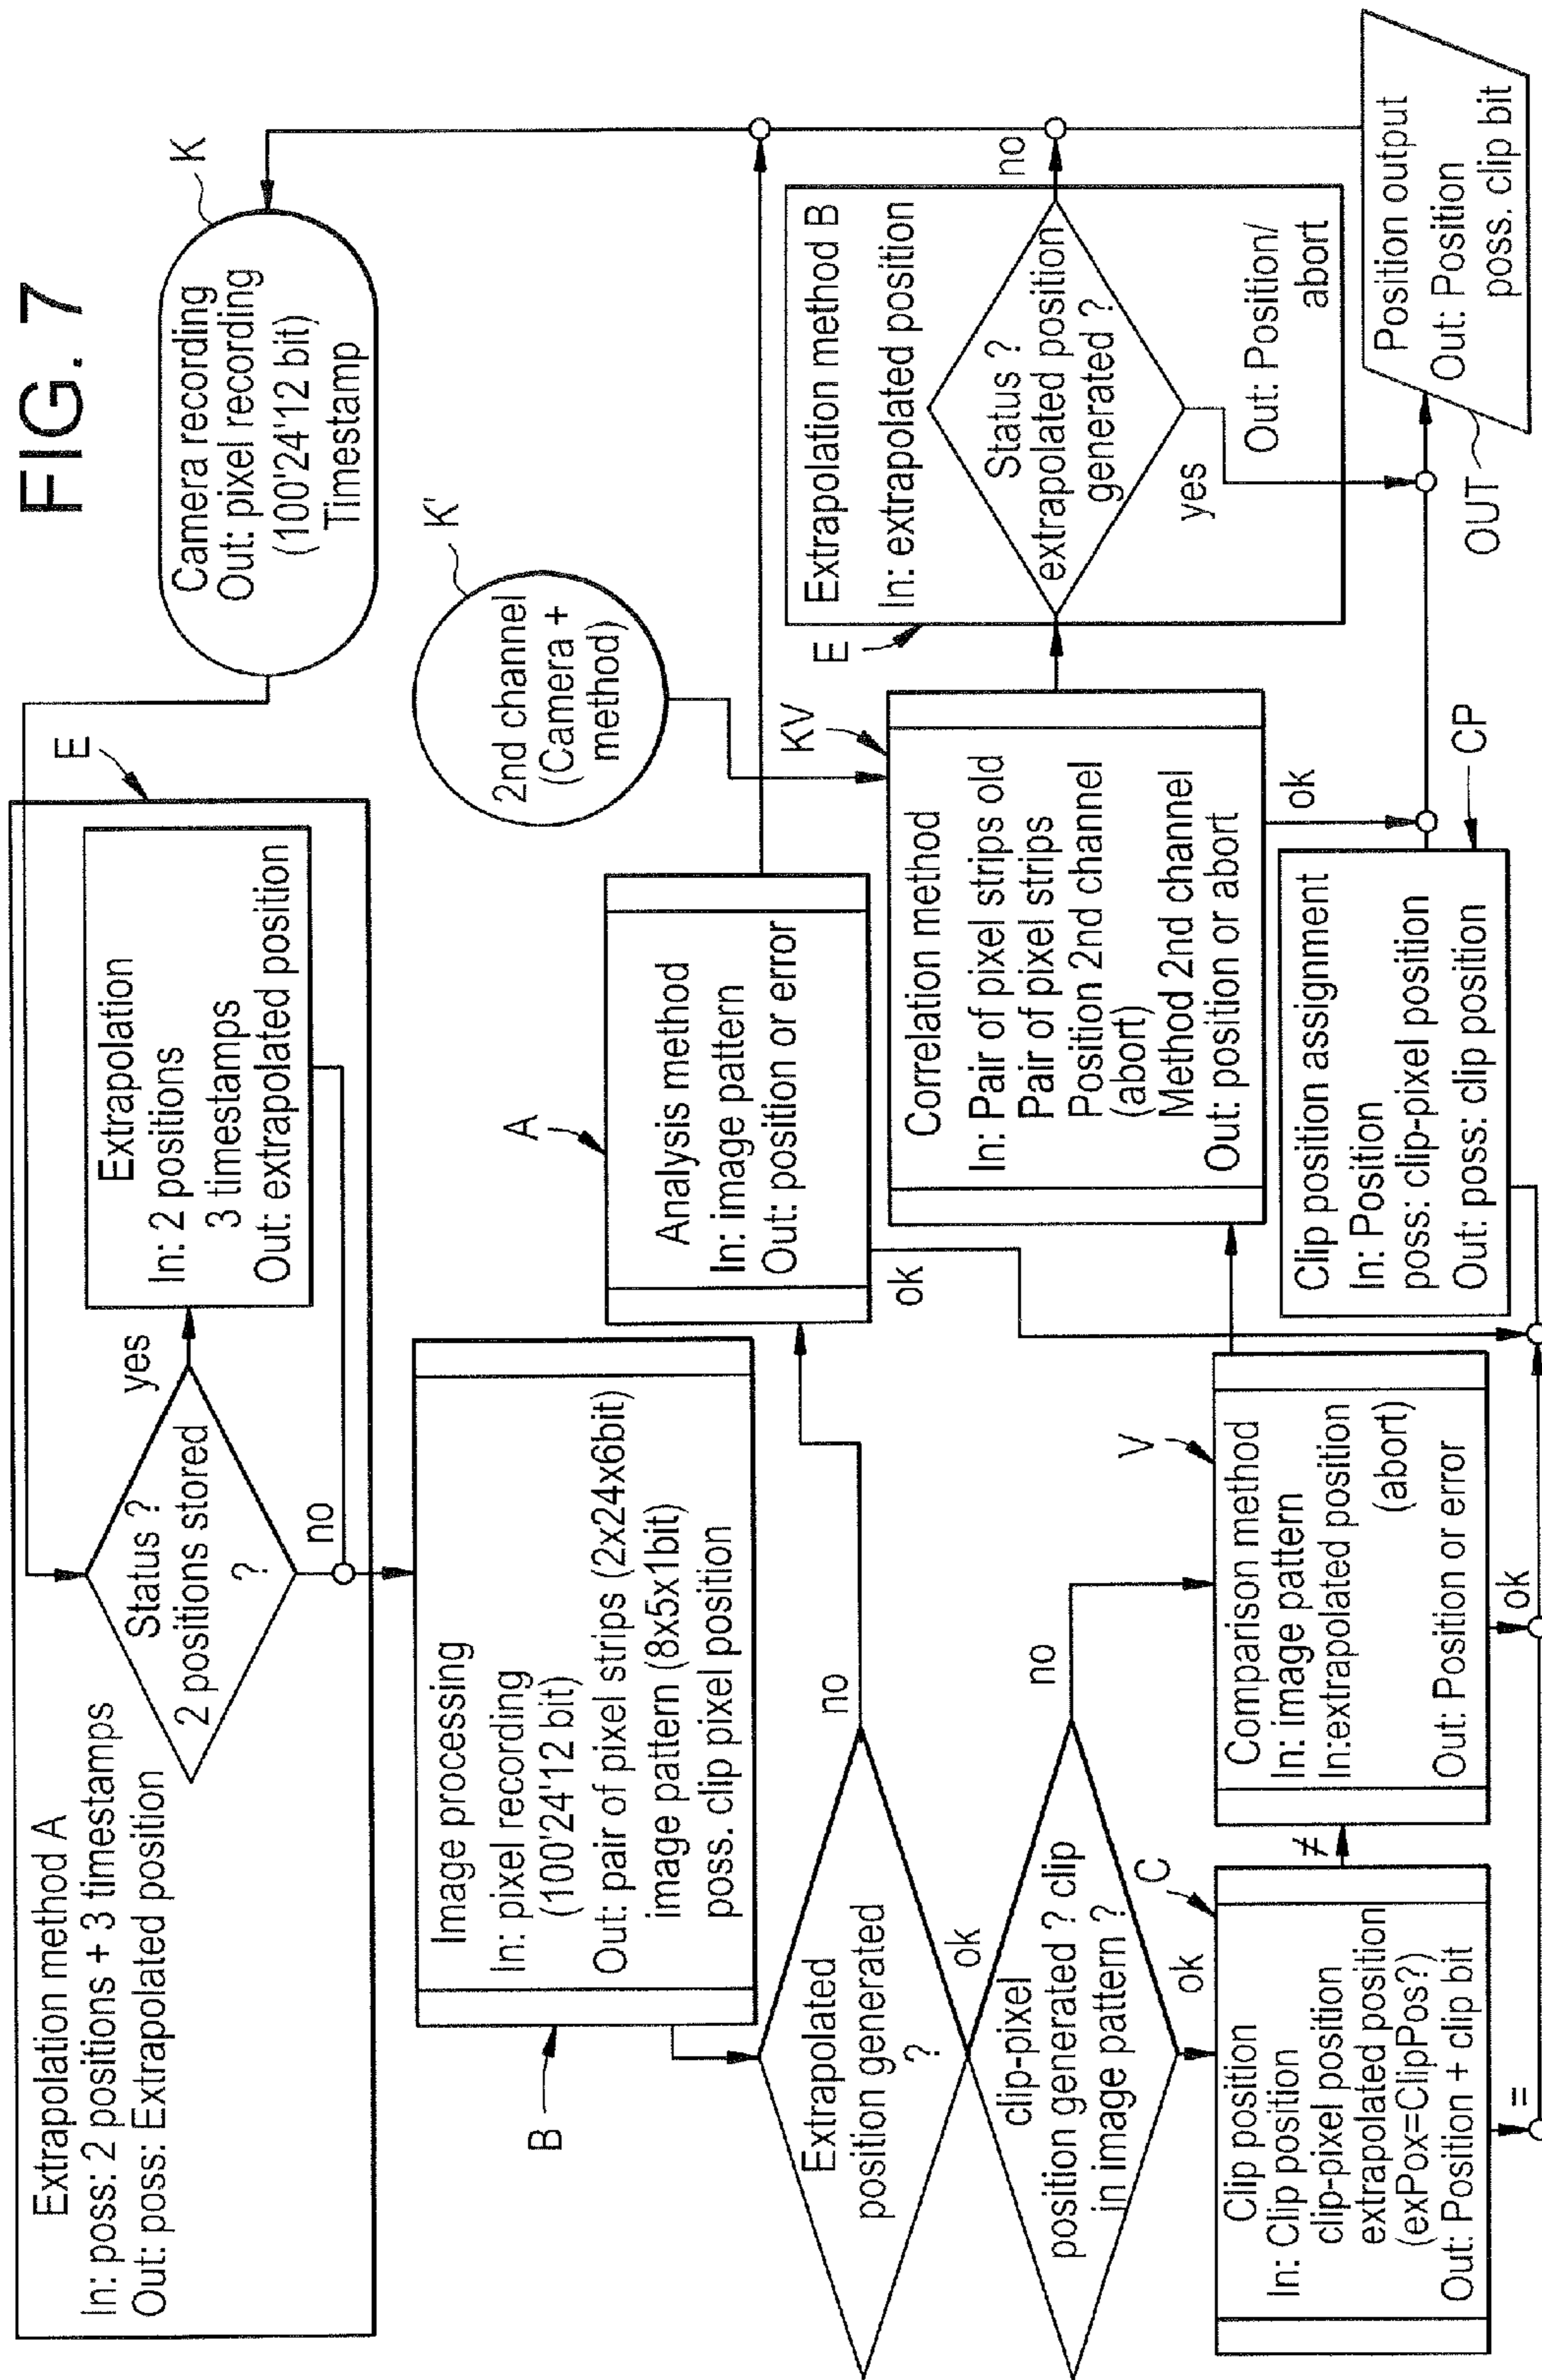 FIG. 7
Extrapolation method A
In: poss: 2 positions + 3 timestamps
Out: poss: Extrapolated position
Status ?
2 positions stored
?
yes
no
Extrapolation
In: 2 positions
3 timestamps
Out: extrapolated position
E
Camera recording
Out: pixel recording
(100'24'12 bit)
Timestamp
K
2nd channel
(Camera +
method)
K'
Image processing
In: pixel recording
(100'24'12 bit)
Out: pair of pixel strips (2x24x6bit)
image pattern (8x5x1bit)
poss. clip pixel position
B
Extrapolated
position generated
?
no
ok
Analysis method
In: image pattern
Out: position or error
A
ok
clip-pixel
position generated ? clip
in image pattern ?
no
ok
Clip position
In: Clip position
clip-pixel position
extrapolated position
(exPox=ClipPos?)
Out: Position + clip bit
C
≠
=
Comparison method
In: image pattern
In:extrapolated position
(abort)
Out: Position or error
V
ok
Correlation method
In: Pair of pixel strips old
Pair of pixel strips
Position 2nd channel
(abort)
Method 2nd channel
Out: position or abort
KV
ok
Clip position assignment
In: Position
poss: clip-pixel position
Out: poss: clip position
CP
Extrapolation method B
In: extrapolated position
Status ?
extrapolated position
generated ?
no
yes
Out: Position/
abort
E
Position output
Out: Position
poss. clip bit
OUT